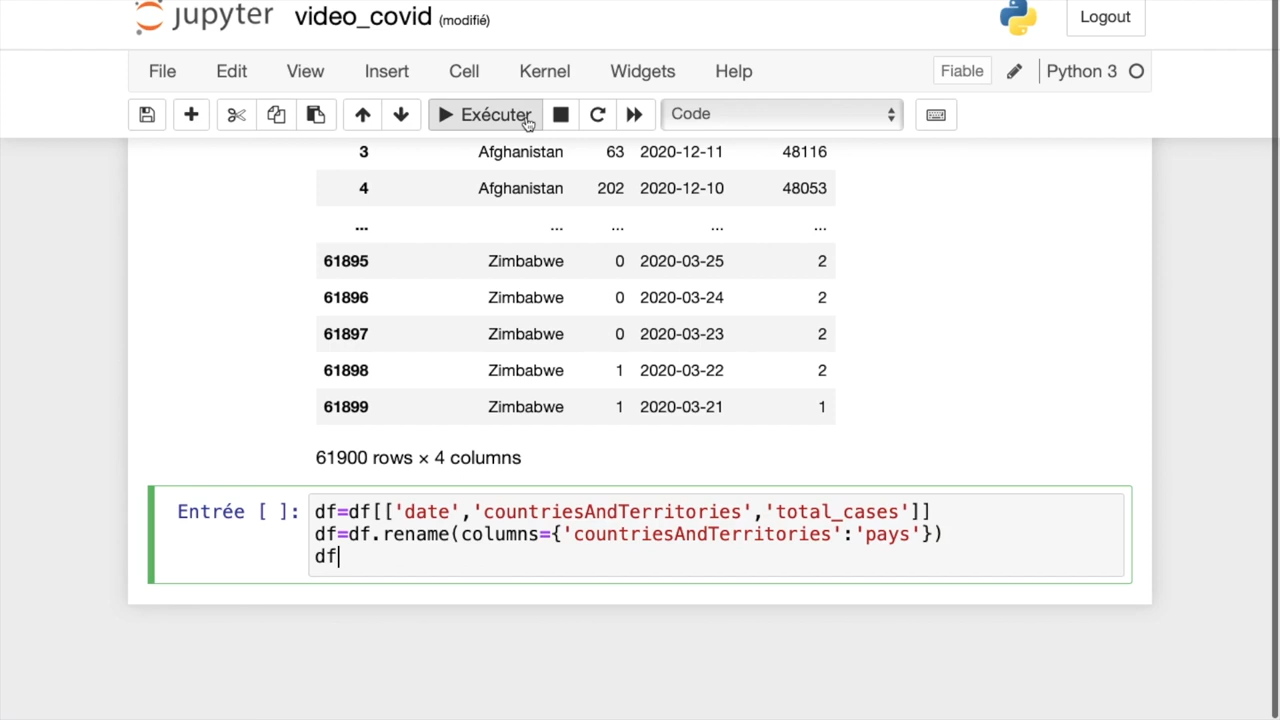 jupyter video_covid (modifié) Logout
File Edit View Insert Cell Kernel Widgets Help Fiable Python 3
Exécuter Code
3 Afghanistan 63 2020-12-11 48116
4 Afghanistan 202 2020-12-10 48053
... ... ... ... ...
61895 Zimbabwe 0 2020-03-25 2
61896 Zimbabwe 0 2020-03-24 2
61897 Zimbabwe 0 2020-03-23 2
61898 Zimbabwe 1 2020-03-22 2
61899 Zimbabwe 1 2020-03-21 1
61900 rows × 4 columns
Entrée [ ]: df=df[['date','countriesAndTerritories','total_cases']]
df=df.rename(columns={'countriesAndTerritories':'pays'})
df